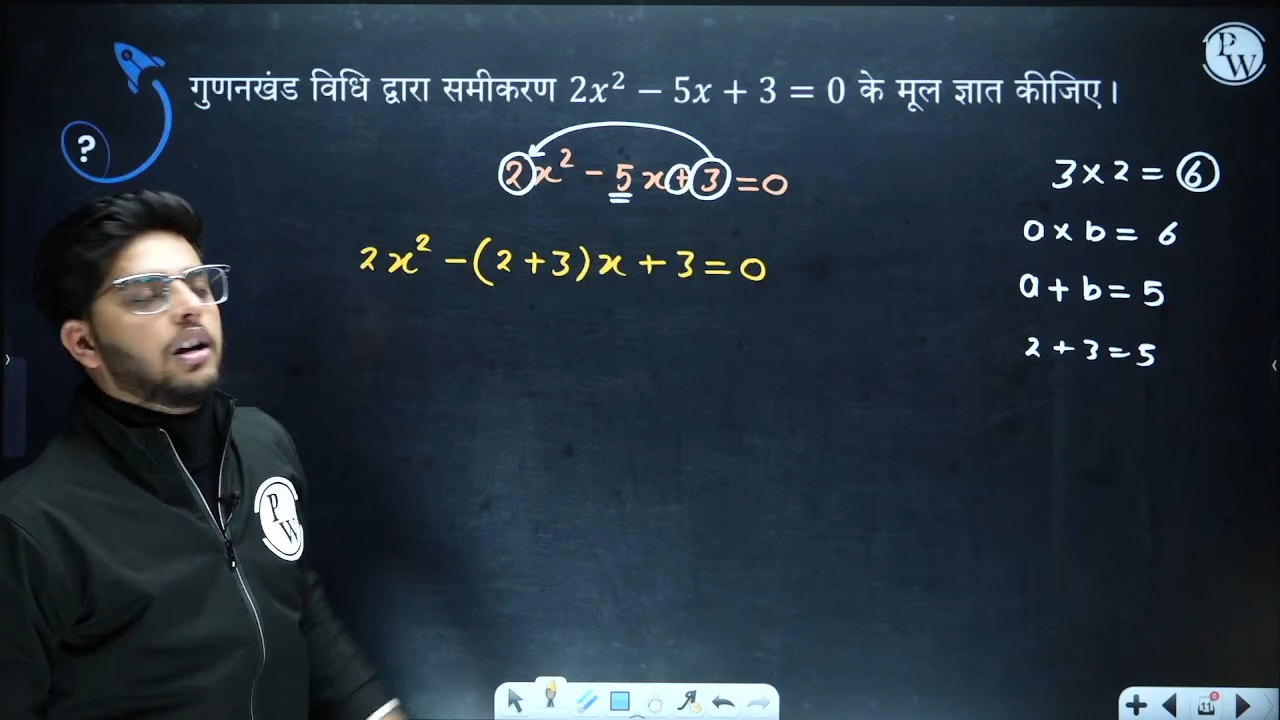 गुणनखंड विधि द्वारा समीकरण 2x² − 5x + 3 = 0 के मूल ज्ञात कीजिए।
?
PW
2x² - 5x + 3 = 0
3 × 2 = 6
2x² - (2 + 3)x + 3 = 0
a × b = 6
a + b = 5
2 + 3 = 5
PW
11